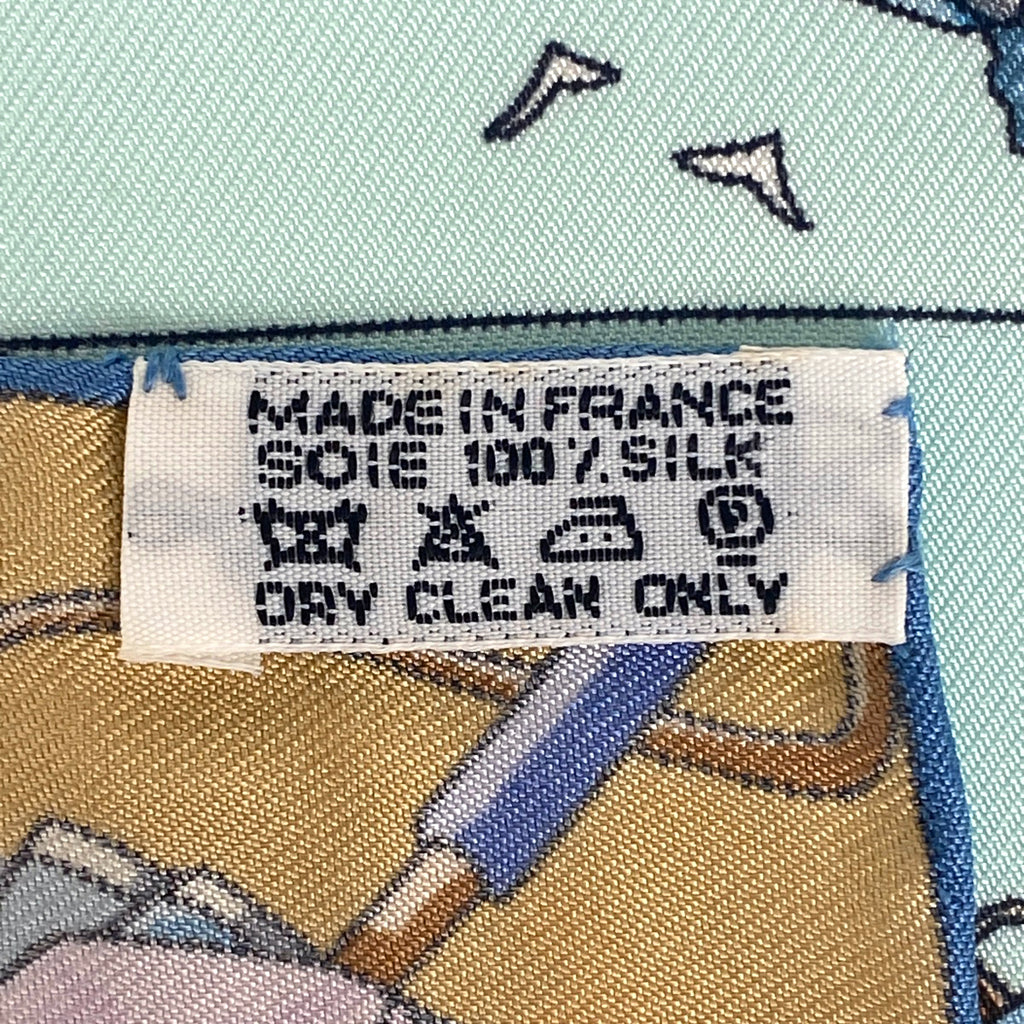 MADE IN FRANCE
SOIE 100% SILK
P
DRY CLEAN ONLY